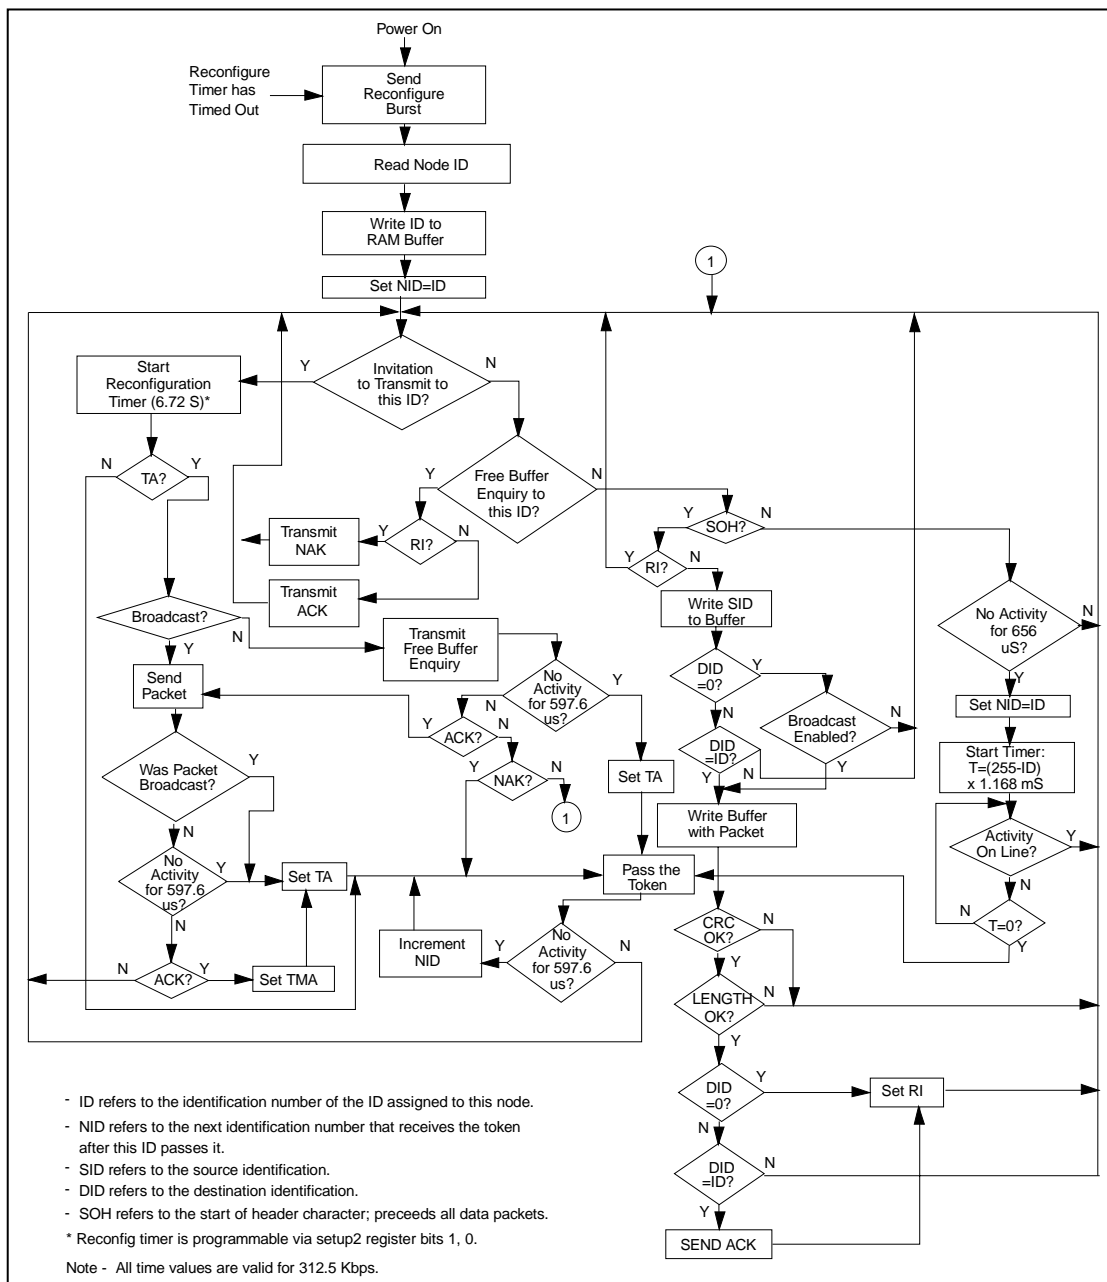 Power On
Reconfigure
Timer has
Timed Out
Send
Reconfigure
Burst
Read Node ID
Write ID to
RAM Buffer
Set NID=ID
1
Start
Reconfiguration
Timer (6.72 S)*
Y
Invitation
to Transmit to
this ID?
N
N
TA?
Y
Y
Free Buffer
Enquiry to
this ID?
N
Transmit
NAK
Y
RI?
N
Transmit
ACK
Y
SOH?
N
Y
RI?
N
Write SID
to Buffer
No Activity
for 656
uS?
N
Y
Broadcast?
N
Y
Transmit
Free Buffer
Enquiry
Send
Packet
No
Activity
for 597.6
us?
N
Y
DID
=0?
Y
N
Broadcast
Enabled?
N
Y
Set NID=ID
Y
ACK?
N
DID
=ID?
N
Y
Start Timer:
T=(255-ID)
x 1.168 mS
Was Packet
Broadcast?
Y
N
NAK?
Y
N
1
Set TA
Write Buffer
with Packet
Activity
On Line?
Y
N
No
Activity
for 597.6
us?
Y
N
Set TA
Pass the
Token
T=0?
N
Y
CRC
OK?
N
Y
Increment
NID
Y
No
Activity
for 597.6
us?
N
N
ACK?
Y
Set TMA
LENGTH
OK?
N
Y
DID
=0?
Y
N
Set RI
DID
=ID?
N
Y
SEND ACK
- ID refers to the identification number of the ID assigned to this node.
- NID refers to the next identification number that receives the token
after this ID passes it.
- SID refers to the source identification.
- DID refers to the destination identification.
- SOH refers to the start of header character; preceeds all data packets.
* Reconfig timer is programmable via setup2 register bits 1, 0.
Note - All time values are valid for 312.5 Kbps.